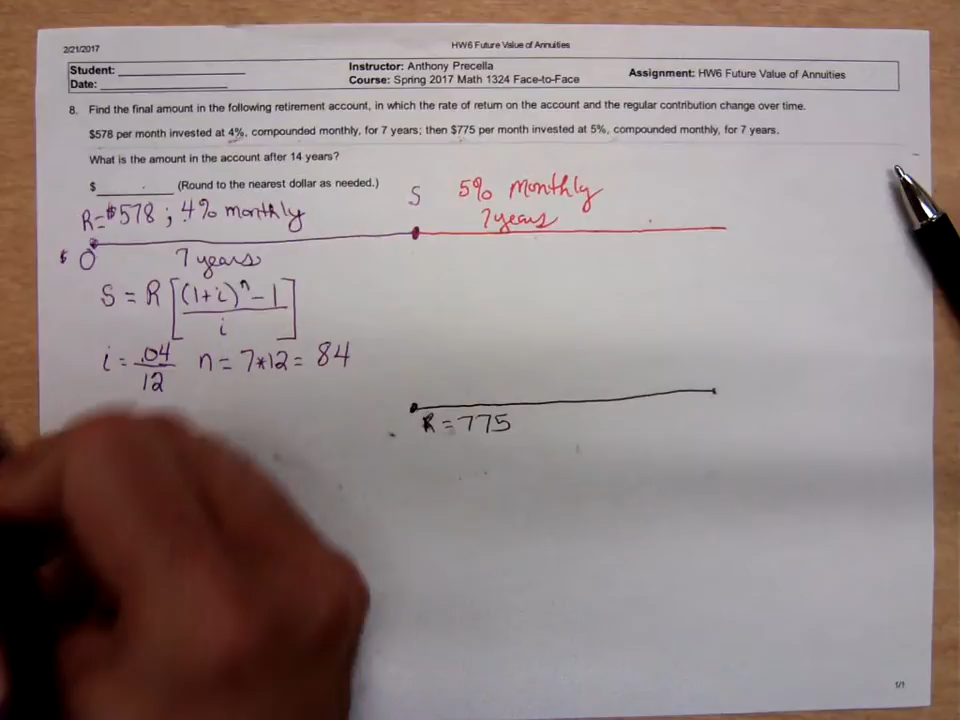 2/21/2017
HW6 Future Value of Annuities
Student:
Date:
Instructor: Anthony Precella
Course: Spring 2017 Math 1324 Face-to-Face
Assignment: HW6 Future Value of Annuities
8. Find the final amount in the following retirement account, in which the rate of return on the account and the regular contribution change over time.
$578 per month invested at 4%, compounded monthly, for 7 years; then $775 per month invested at 5%, compounded monthly, for 7 years.
What is the amount in the account after 14 years?
$ (Round to the nearest dollar as needed.)
R=$578 ; 4% monthly
S
5% monthly
7 years
$0
7 years
S = R [ (1+i)^n - 1 / i ]
i = .04 / 12 n = 7*12 = 84
R = 775
1/1